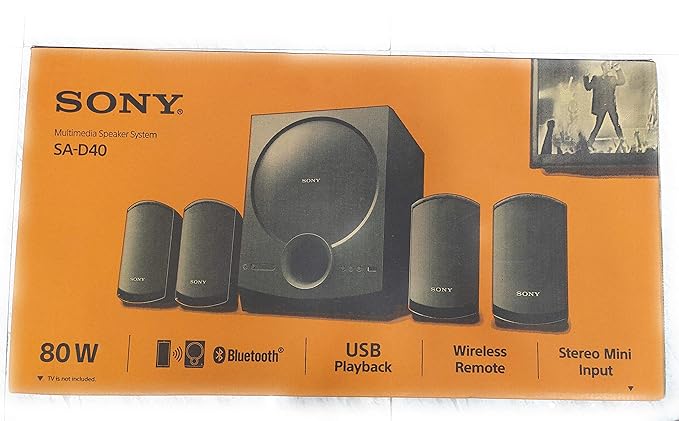 SONY®
Multimedia Speaker System
SA-D40
SONY
SONY
SONY
SONY
SONY
80 W
Bluetooth®
USB
Playback
Wireless
Remote
Stereo Mini
Input
▼ TV is not included.